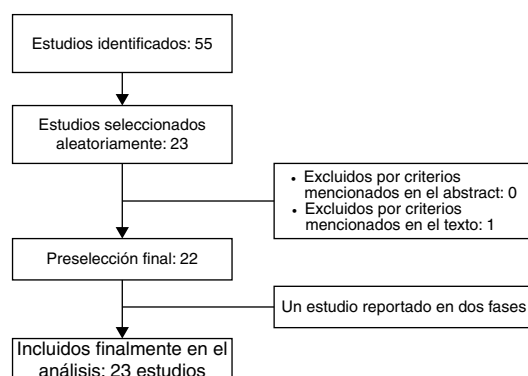 Estudios identificados: 55
Estudios seleccionados
aleatoriamente: 23
• Excluidos por criterios
mencionados en el abstract: 0
• Excluidos por criterios
mencionados en el texto: 1
Preselección final: 22
Un estudio reportado en dos fases
Incluidos finalmente en el
análisis: 23 estudios